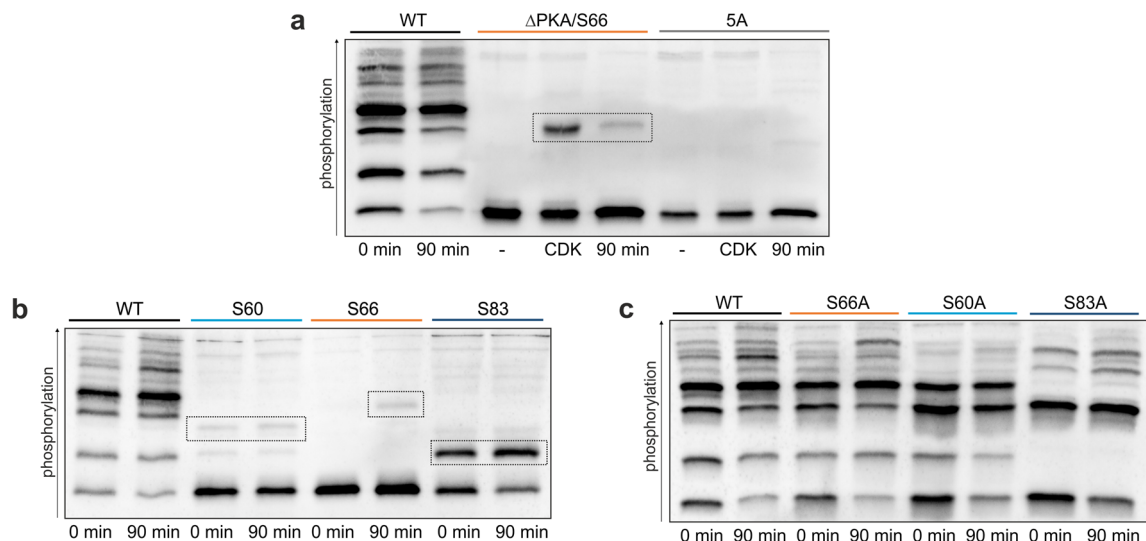 a
WT ΔPKA/S66 5A
phosphorylation
0 min 90 min - CDK 90 min - CDK 90 min
b
WT S60 S66 S83
phosphorylation
0 min 90 min 0 min 90 min 0 min 90 min 0 min 90 min
c
WT S66A S60A S83A
phosphorylation
0 min 90 min 0 min 90 min 0 min 90 min 0 min 90 min